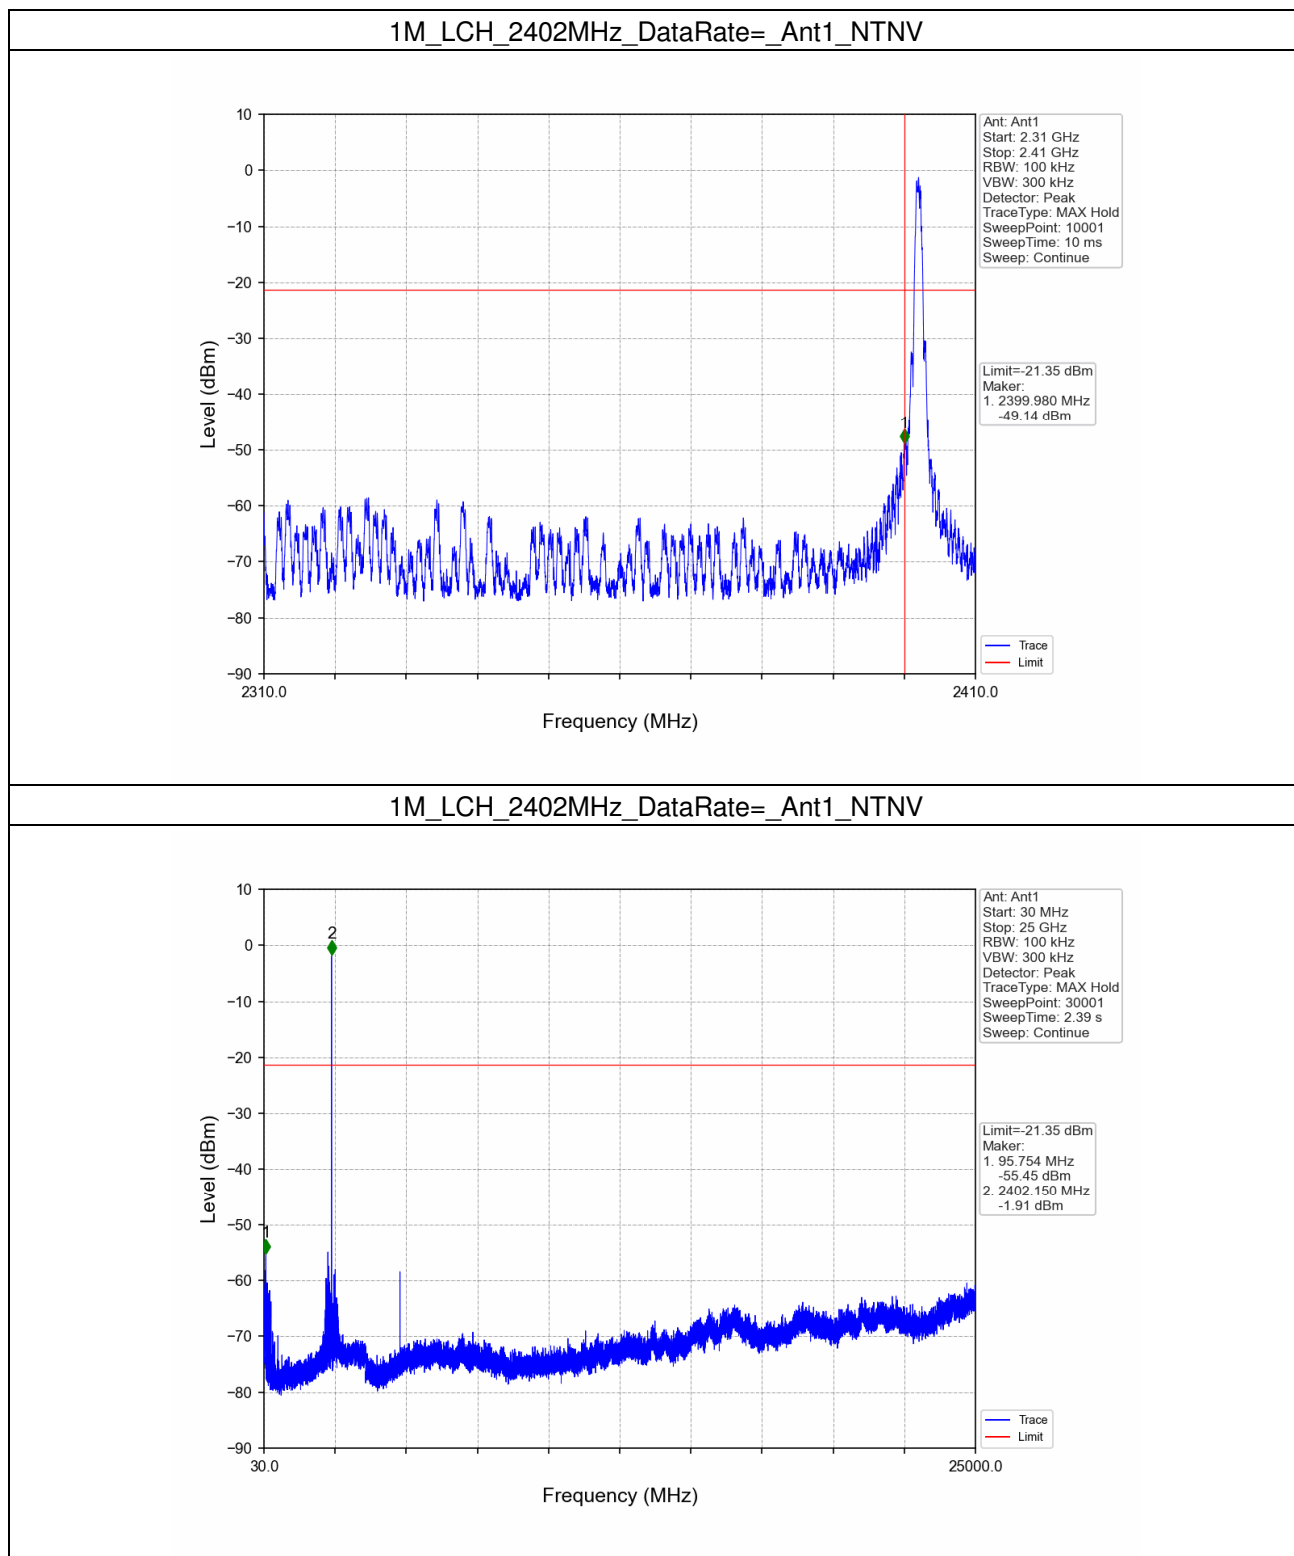 1M_LCH_2402MHz_DataRate=_Ant1_NTNV
10
0
−10
−20
−30
−40
−50
−60
−70
−80
−90
Level (dBm)
2310.0
2410.0
Frequency (MHz)
1
Ant: Ant1
Start: 2.31 GHz
Stop: 2.41 GHz
RBW: 100 kHz
VBW: 300 kHz
Detector: Peak
TraceType: MAX Hold
SweepPoint: 10001
SweepTime: 10 ms
Sweep: Continue
Limit=-21.35 dBm
Maker:
1. 2399.980 MHz
-49.14 dBm
Trace
Limit
1M_LCH_2402MHz_DataRate=_Ant1_NTNV
10
0
−10
−20
−30
−40
−50
−60
−70
−80
−90
Level (dBm)
30.0
25000.0
Frequency (MHz)
1
2
Ant: Ant1
Start: 30 MHz
Stop: 25 GHz
RBW: 100 kHz
VBW: 300 kHz
Detector: Peak
TraceType: MAX Hold
SweepPoint: 30001
SweepTime: 2.39 s
Sweep: Continue
Limit=-21.35 dBm
Maker:
1. 95.754 MHz
-55.45 dBm
2. 2402.150 MHz
-1.91 dBm
Trace
Limit